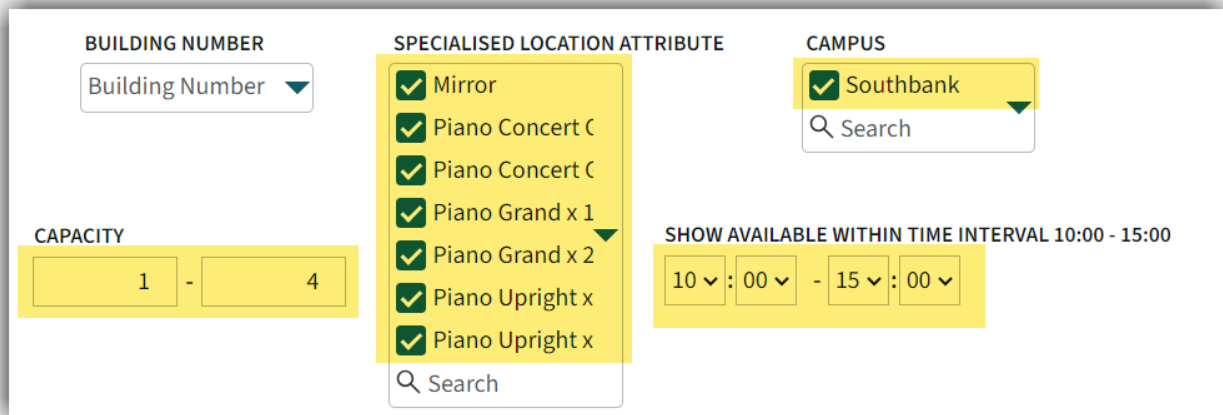 BUILDING NUMBER
Building Number
SPECIALISED LOCATION ATTRIBUTE
Mirror
Piano Concert
Piano Concert
Piano Grand x 1
Piano Grand x 2
Piano Upright x
Piano Upright x
Search
CAMPUS
Southbank
Search
CAPACITY
1 - 4
SHOW AVAILABLE WITHIN TIME INTERVAL 10:00 - 15:00
10 : 00 - 15 : 00